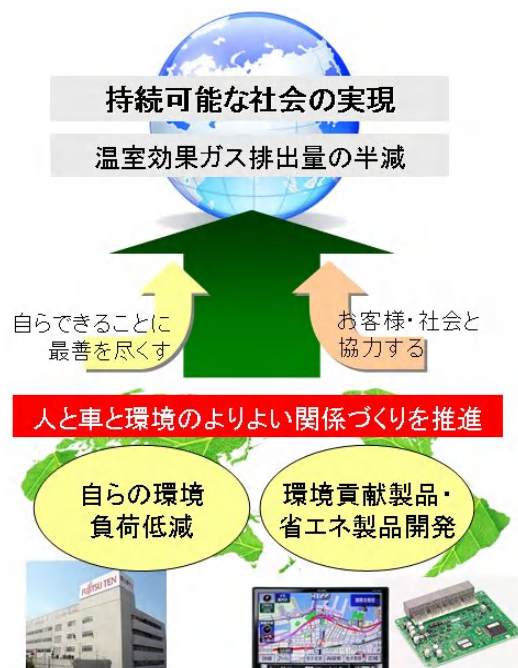 持続可能な社会の実現
温室効果ガス排出量の半減
自らできることに
最善を尽くす
お客様・社会と
協力する
人と車と環境のよりよい関係づくりを推進
自らの環境
負荷低減
環境貢献製品・
省エネ製品開発
FUJITSU TEN